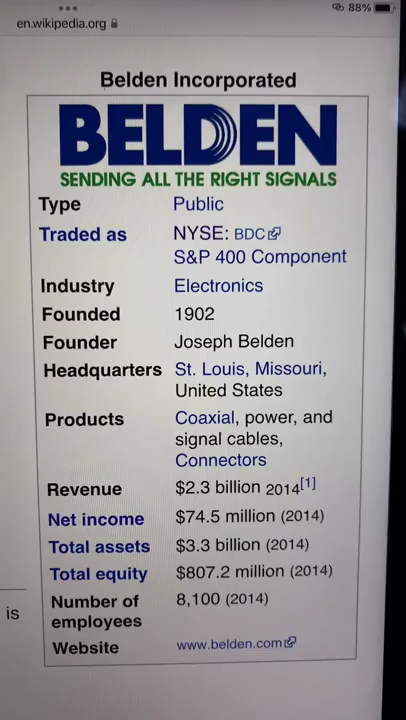 88%
en.wikipedia.org
Belden Incorporated
BELDEN
SENDING ALL THE RIGHT SIGNALS
Type Public
Traded as NYSE: BDC
S&P 400 Component
Industry Electronics
Founded 1902
Founder Joseph Belden
Headquarters St. Louis, Missouri,
United States
Products Coaxial, power, and
signal cables,
Connectors
Revenue $2.3 billion 2014[1]
Net income $74.5 million (2014)
Total assets $3.3 billion (2014)
Total equity $807.2 million (2014)
Number of 8,100 (2014)
employees
is
Website www.belden.com